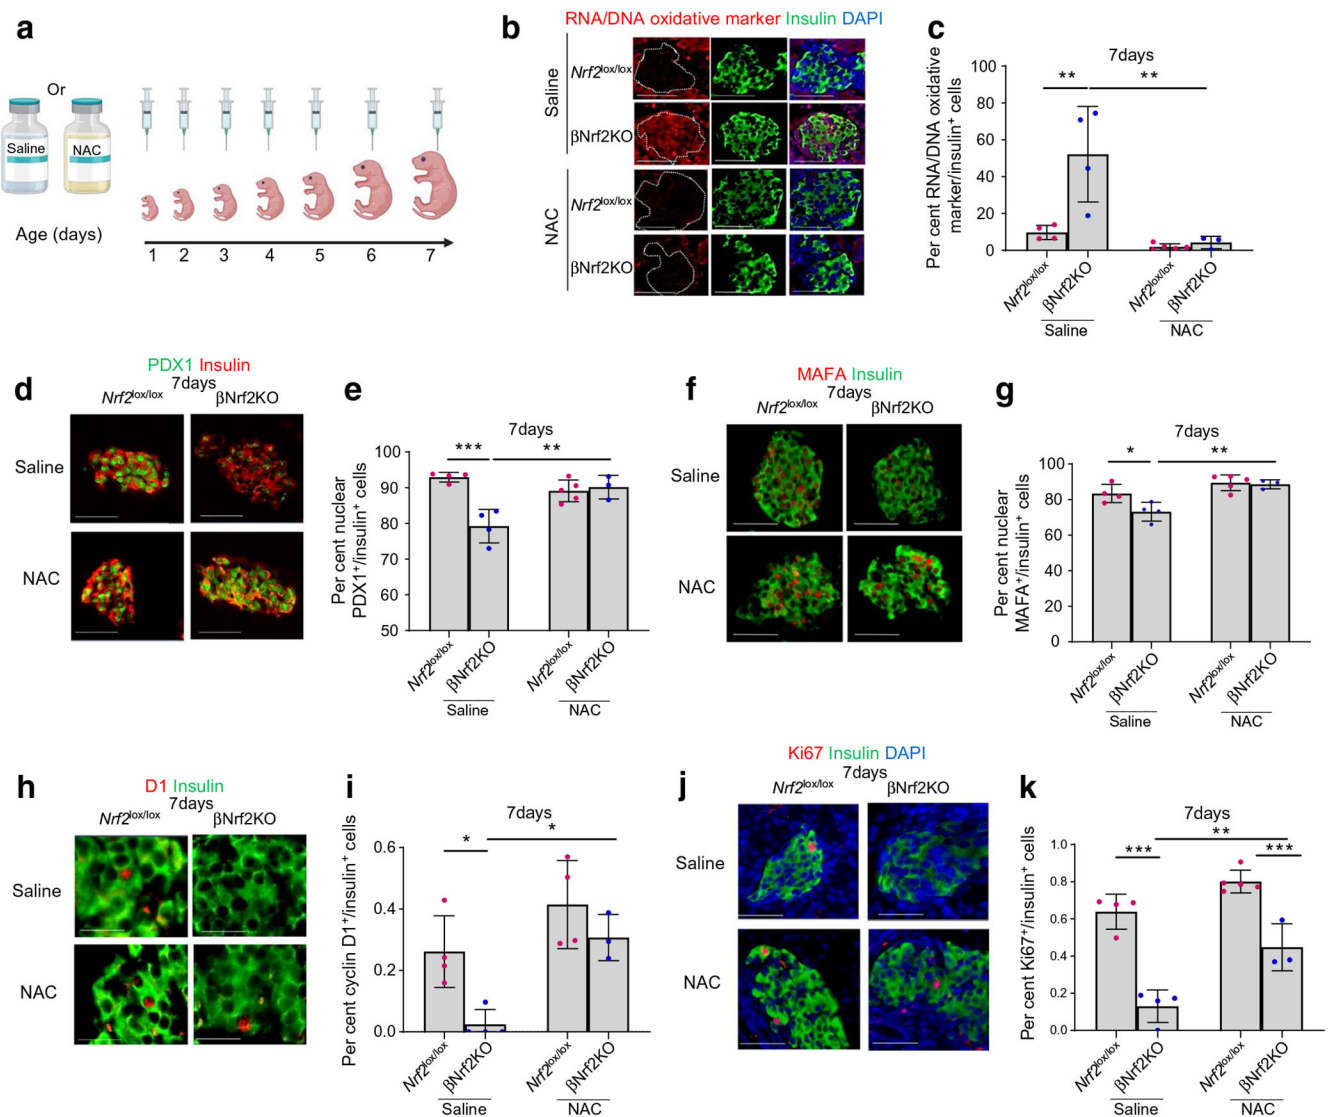 a
Or
Saline
NAC
Age (days)
1 2 3 4 5 6 7
b
RNA/DNA oxidative marker Insulin DAPI
Saline
Nrf2lox/lox
βNrf2KO
NAC
Nrf2lox/lox
βNrf2KO
c
7days
Per cent RNA/DNA oxidative
marker/insulin+ cells
100
80
60
40
20
0
** **
Nrf2lox/lox βNrf2KO Nrf2lox/lox βNrf2KO
Saline NAC
d
PDX1 Insulin
7days
Nrf2lox/lox βNrf2KO
Saline
NAC
e
7days
Per cent nuclear
PDX1+/insulin+ cells
100
90
80
70
60
50
*** **
Nrf2lox/lox βNrf2KO Nrf2lox/lox βNrf2KO
Saline NAC
f
MAFA Insulin
7days
Nrf2lox/lox βNrf2KO
Saline
NAC
g
7days
Per cent nuclear
MAFA+/insulin+ cells
100
80
60
40
20
0
* **
Nrf2lox/lox βNrf2KO Nrf2lox/lox βNrf2KO
Saline NAC
h
D1 Insulin
7days
Nrf2lox/lox βNrf2KO
Saline
NAC
i
7days
Per cent cyclin D1+/insulin+ cells
0.6
0.4
0.2
0.0
* *
Nrf2lox/lox βNrf2KO Nrf2lox/lox βNrf2KO
Saline NAC
j
Ki67 Insulin DAPI
7days
Nrf2lox/lox βNrf2KO
Saline
NAC
k
7days
Per cent Ki67+/insulin+ cells
1.0
0.8
0.6
0.4
0.2
0.0
*** ** ***
Nrf2lox/lox βNrf2KO Nrf2lox/lox βNrf2KO
Saline NAC